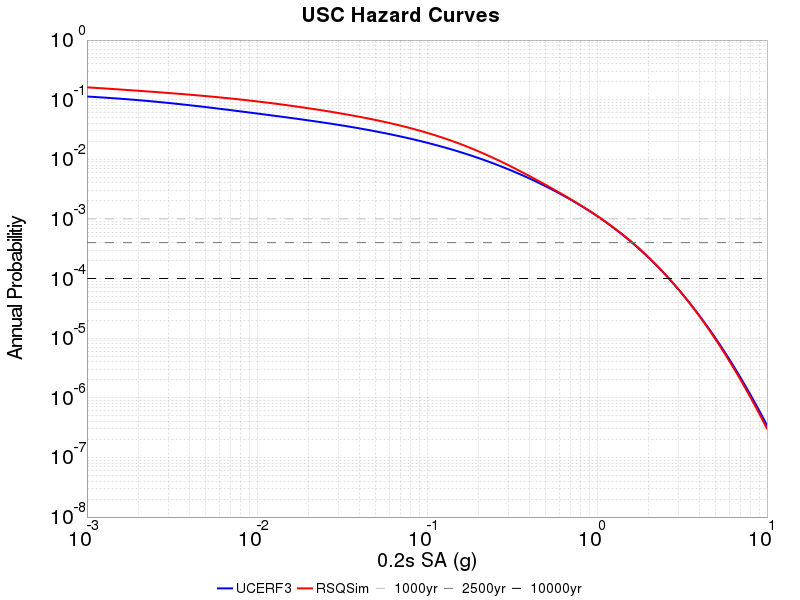 USC Hazard Curves
10^0
10^-1
10^-2
10^-3
10^-4
10^-5
10^-6
10^-7
10^-8
Annual Probabilitiy
10^-3 10^-2 10^-1 10^0 10^1
0.2s SA (g)
UCERF3 RSQSim 1000yr 2500yr 10000yr